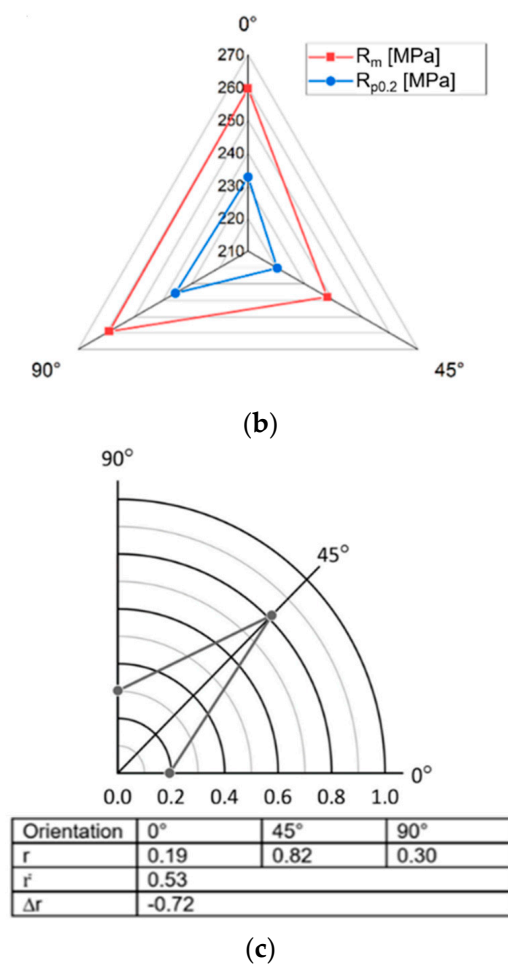 0°
270
260
250
240
230
220
210
Rm [MPa]
Rp0.2 [MPa]
90°
45°
(b)
90°
45°
0°
0.0 0.2 0.4 0.6 0.8 1.0
Orientation 0° 45° 90°
r 0.19 0.82 0.30
r̄ 0.53
Δr -0.72
(c)